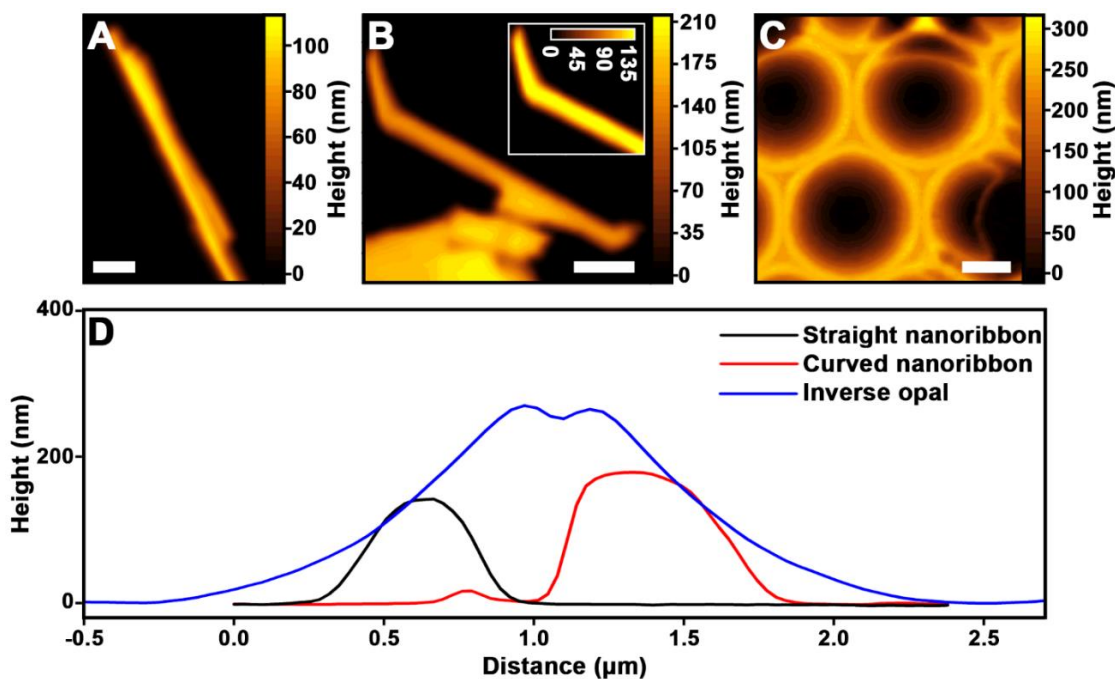 A
100
80
60
40
20
0
Height (nm)
B
0
45
90
135
210
175
140
105
70
35
0
Height (nm)
C
300
250
200
150
100
50
0
Height (nm)
D
400
200
0
Height (nm)
Straight nanoribbon
Curved nanoribbon
Inverse opal
-0.5 0.0 0.5 1.0 1.5 2.0 2.5
Distance (µm)